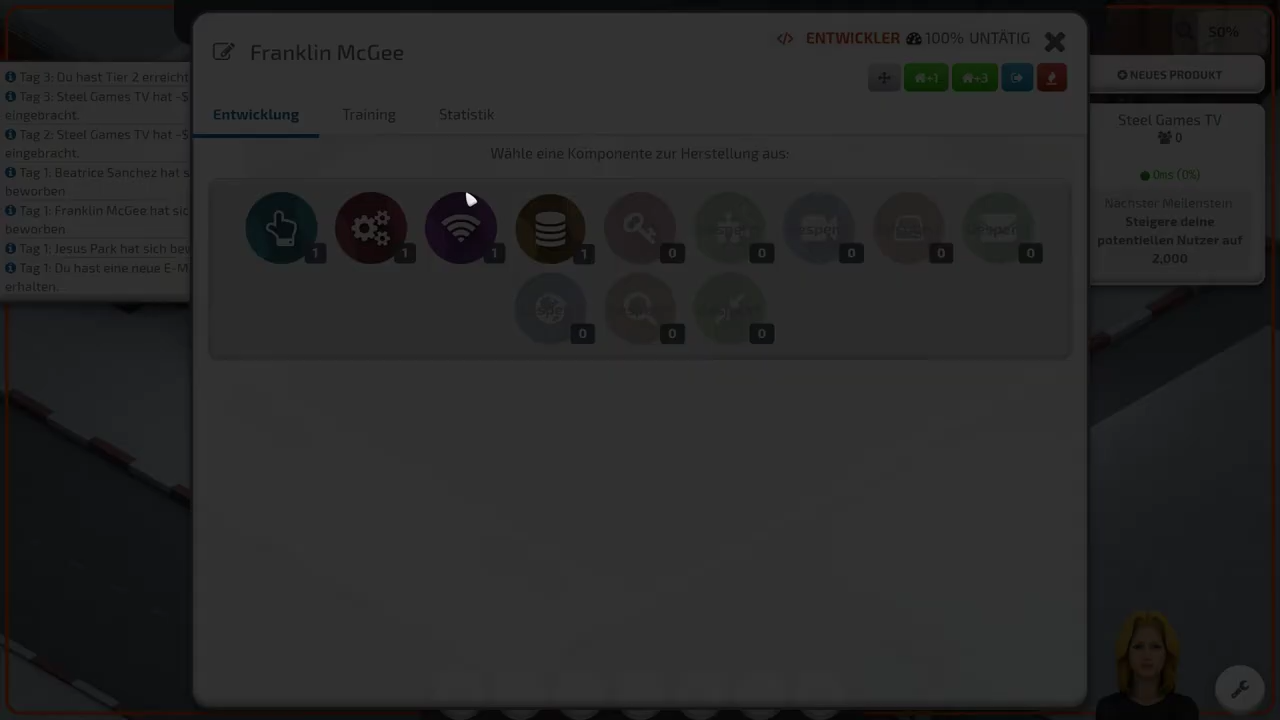 Franklin McGee
ENTWICKLER 100% UNTÄTIG
+1
+3
Entwicklung Training Statistik
Wähle eine Komponente zur Herstellung aus:
1 1 1 1 0 0 0 0 0
0 0 0
Tag 3: Du hast Tier 2 erreicht
Tag 3: Steel Games TV hat -$
eingebracht.
Tag 2: Steel Games TV hat -$
eingebracht.
Tag 1: Beatrice Sanchez hat s
beworben
Tag 1: Franklin McGee hat sic
beworben.
Tag 1: Jesus Park hat sich bew
Tag 1: Du hast eine neue E-M
erhalten.
50%
NEUES PRODUKT
Steel Games TV
0
0ms (0%)
Nächster Meilenstein
Steigere deine
potentiellen Nutzer auf
2,000